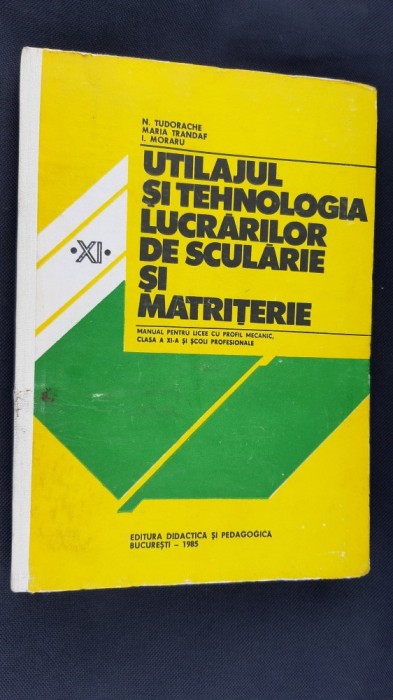 N. TUDORACHE
MARIA TRANDAF
I. MORARU
UTILAJUL
ȘI TEHNOLOGIA
LUCRĂRILOR
DE SCULĂRIE
ȘI
MATRIȚERIE
•XI•
MANUAL PENTRU LICEE CU PROFIL MECANIC,
CLASA A XI-A ȘI ȘCOLI PROFESIONALE
EDITURA DIDACTICĂ ȘI PEDAGOGICĂ
BUCUREȘTI – 1985